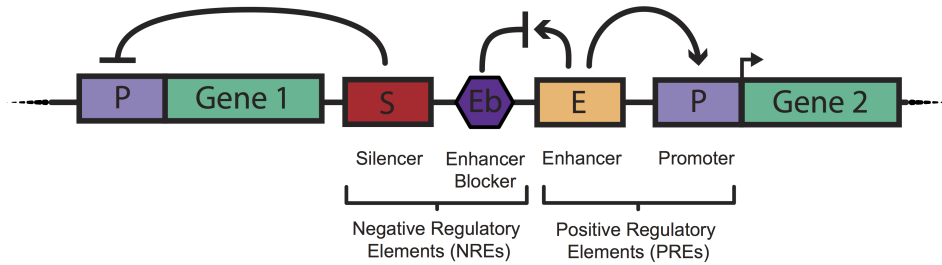 P Gene 1 S Eb E P Gene 2
Silencer Enhancer Blocker Enhancer Promoter
Negative Regulatory Elements (NREs)
Positive Regulatory Elements (PREs)